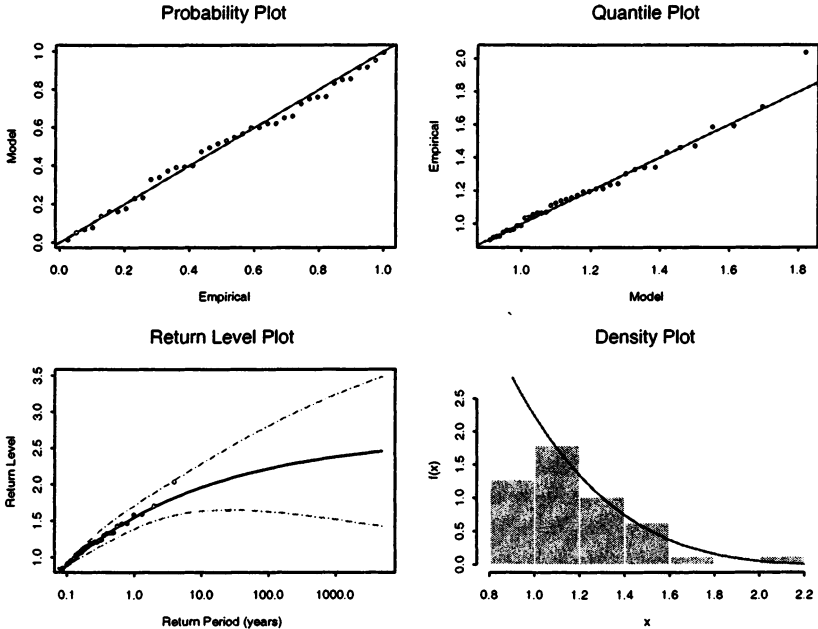 Probability Plot
Model
0.0 0.2 0.4 0.6 0.8 1.0
0.0 0.2 0.4 0.6 0.8 1.0
Empirical
Quantile Plot
Empirical
1.0 1.2 1.4 1.6 1.8 2.0
1.0 1.2 1.4 1.6 1.8
Model
Return Level Plot
Return Level
1.0 1.5 2.0 2.5 3.0 3.5
0.1 1.0 10.0 100.0 1000.0
Return Period (years)
Density Plot
f(x)
0.0 0.5 1.0 1.5 2.0 2.5
0.8 1.0 1.2 1.4 1.6 1.8 2.0 2.2
x